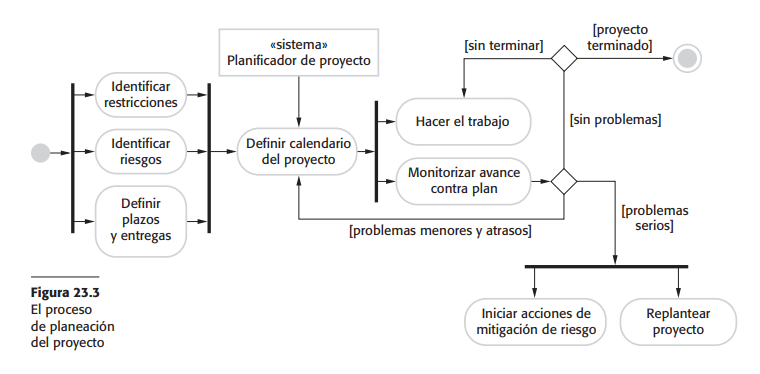 [proyecto
terminado]
[sin terminar]
«sistema»
Planificador de proyecto
Identificar
restricciones
Hacer el trabajo
[sin problemas]
Identificar
riesgos
Definir calendario
del proyecto
Monitorizar avance
contra plan
Definir
plazos
y entregas
[problemas menores y atrasos]
[problemas
serios]
Figura 23.3
El proceso
de planeación
del proyecto
Iniciar acciones de
mitigación de riesgo
Replantear
proyecto